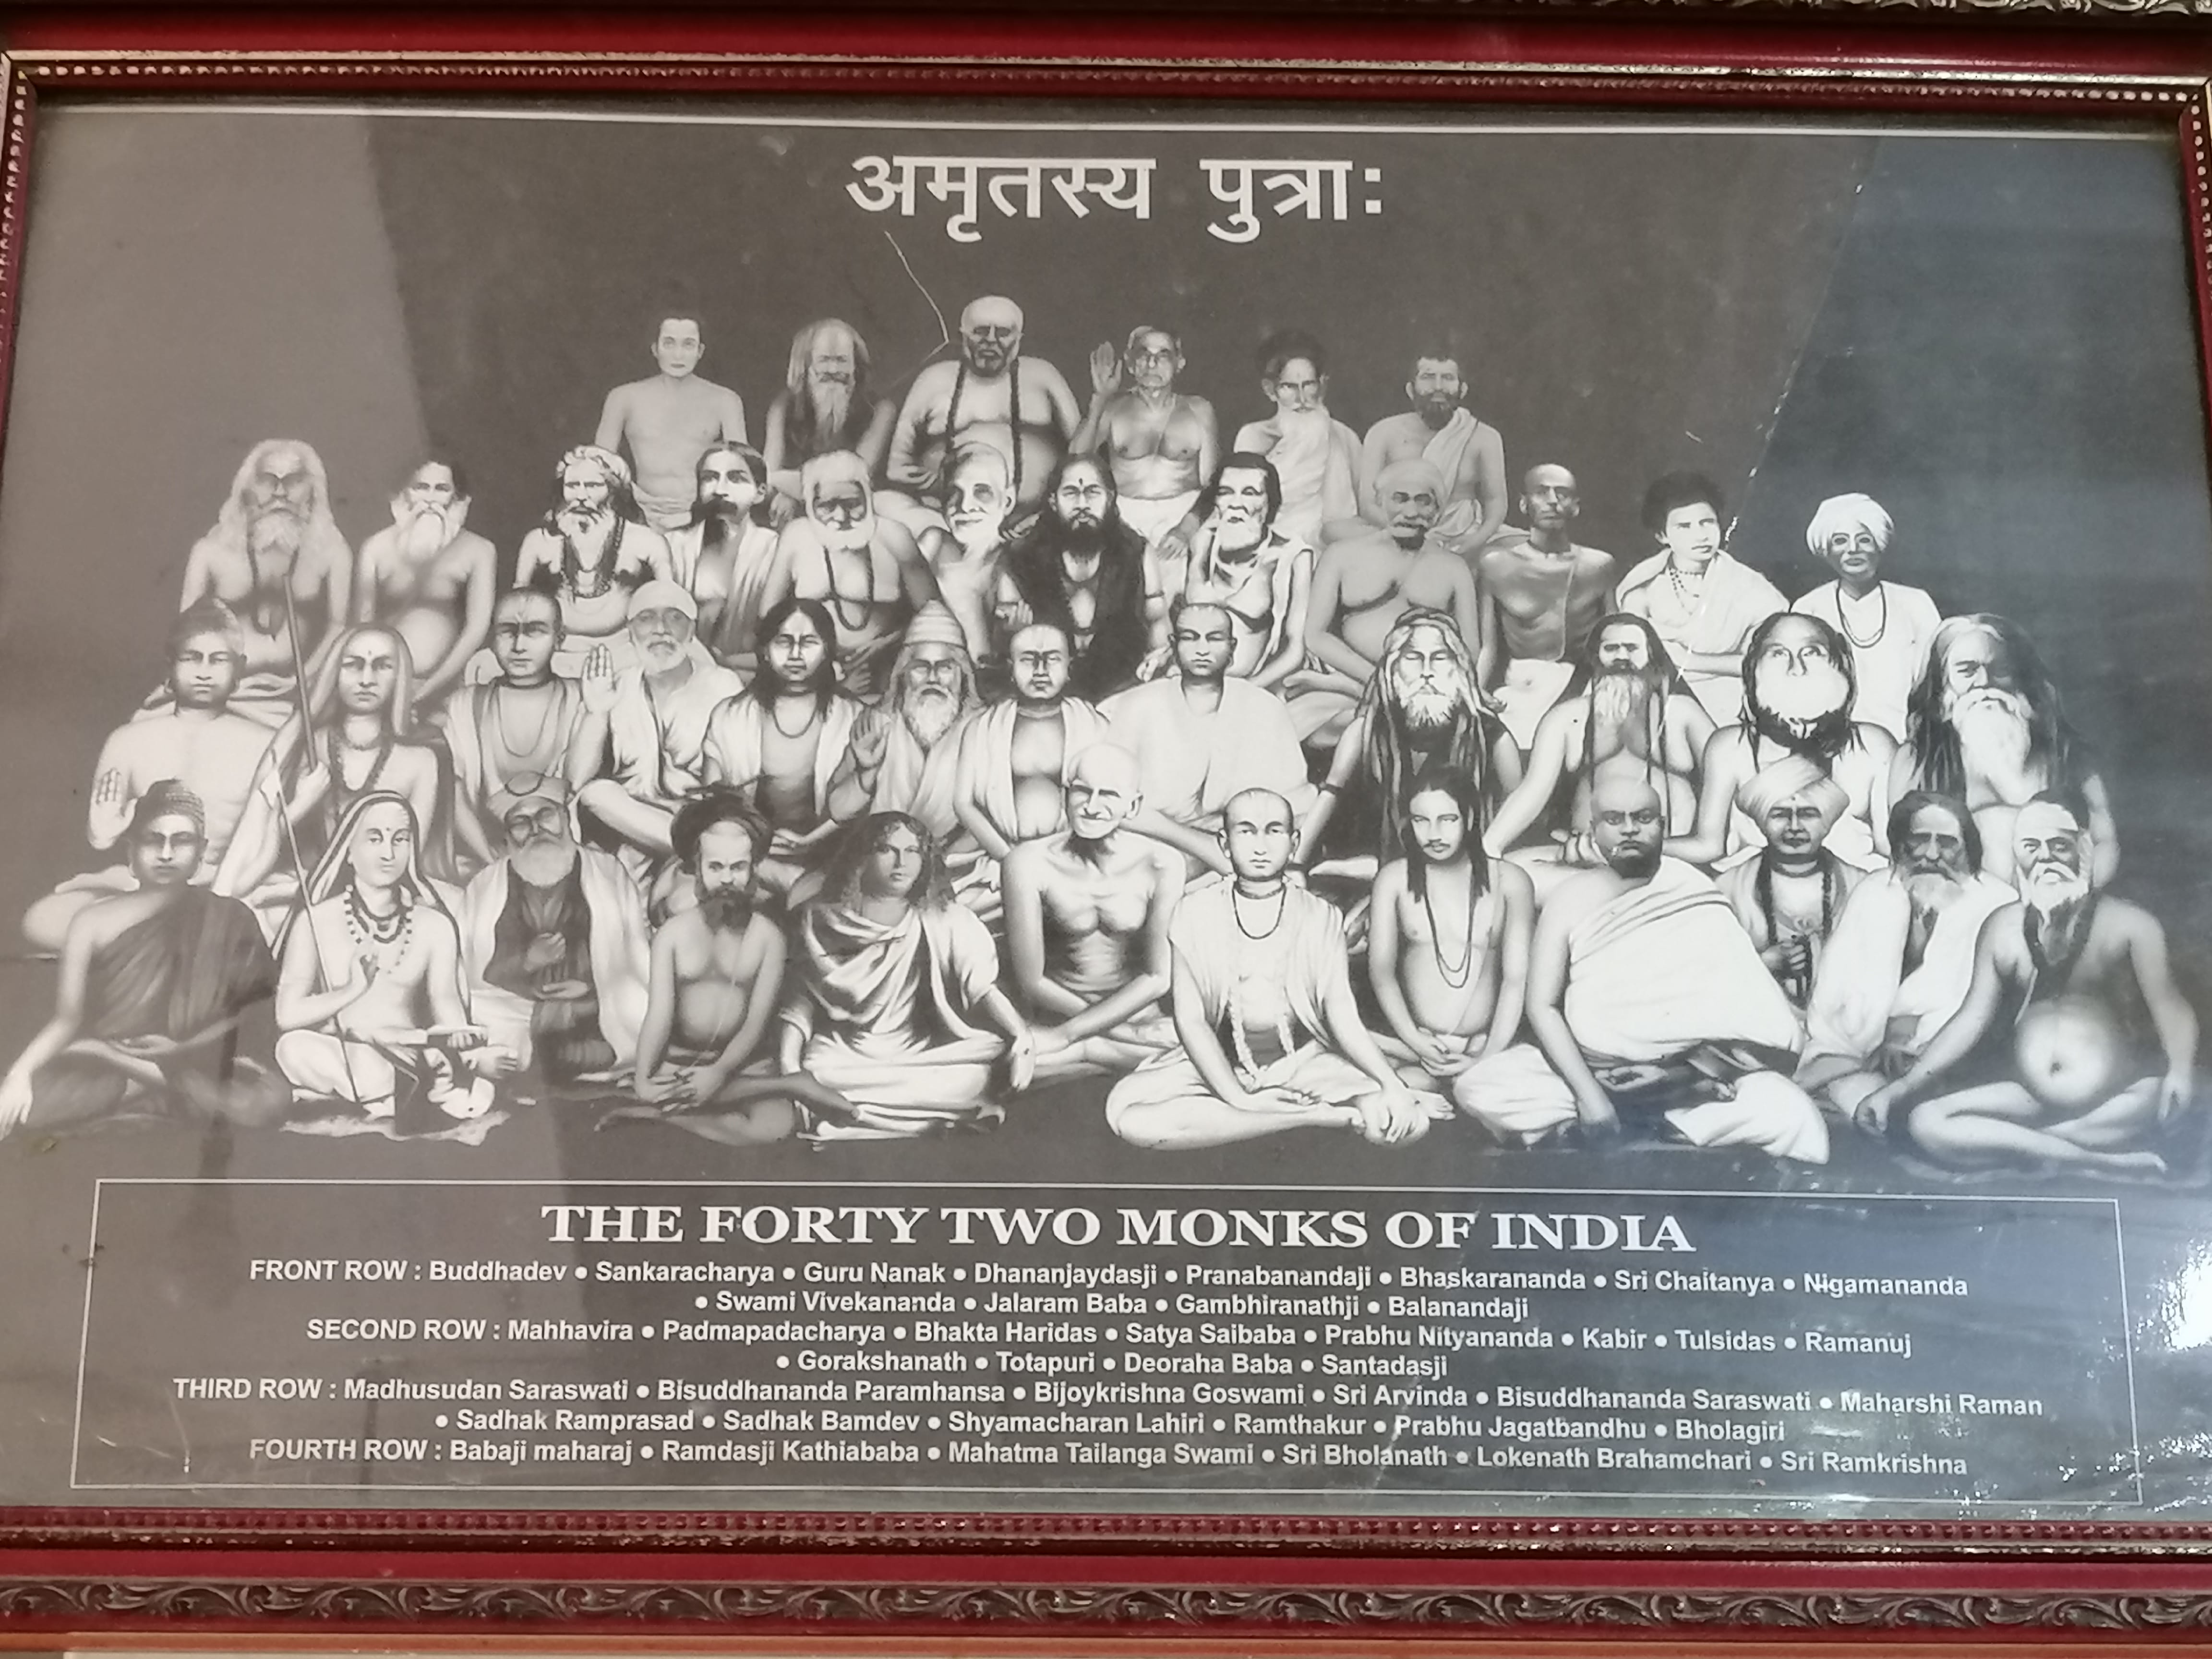 अमृतस्य पुत्राः
THE FORTY TWO MONKS OF INDIA
FRONT ROW : Buddhadev ● Sankaracharya ● Guru Nanak ● Dhananjaydasji ● Pranabanandaji ● Bhaskarananda ● Sri Chaitanya ● Nigamananda
● Swami Vivekananda ● Jalaram Baba ● Gambhiranathji ● Balanandaji
SECOND ROW : Mahhavira ● Padmapadacharya ● Bhakta Haridas ● Satya Saibaba ● Prabhu Nityananda ● Kabir ● Tulsidas ● Ramanuj
● Gorakshanath ● Totapuri ● Deoraha Baba ● Santadasji
THIRD ROW : Madhusudan Saraswati ● Bisuddhananda Paramhansa ● Bijoykrishna Goswami ● Sri Arvinda ● Bisuddhananda Saraswati ● Maharshi Raman
● Sadhak Ramprasad ● Sadhak Bamdev ● Shyamacharan Lahiri ● Ramthakur ● Prabhu Jagatbandhu ● Bholagiri
FOURTH ROW : Babaji maharaj ● Ramdasji Kathiababa ● Mahatma Tailanga Swami ● Sri Bholanath ● Lokenath Brahamchari ● Sri Ramkrishna